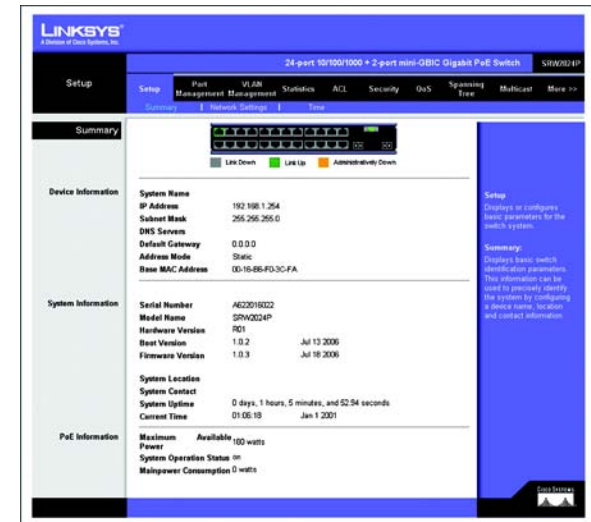 LINKSYS®
A Division of Cisco Systems, Inc.
24-port 10/100/1000 + 2-port mini-GBIC Gigabit PoE Switch
SRW2024P
Setup
Setup
Port Management
VLAN Management
Statistics
ACL
Security
QoS
Spanning Tree
Multicast
More >>
Summary | Network Settings | Time
Summary
Link Down
Link Up
Administratively Down
Device Information
System Name
IP Address 192.168.1.254
Subnet Mask 255.255.255.0
DNS Servers
Default Gateway 0.0.0.0
Address Mode Static
Base MAC Address 00-16-B6-F0-3C-FA
System Information
Serial Number A622016022
Model Name SRW2024P
Hardware Version R01
Boot Version 1.0.2 Jul 13 2006
Firmware Version 1.0.3 Jul 18 2006
System Location
System Contact
System Uptime 0 days, 1 hours, 5 minutes, and 52.94 seconds
Current Time 01:06:18 Jan 1 2001
PoE Information
Maximum Available Power 180 watts
System Operation Status on
Mainpower Consumption 0 watts
Setup
Displays or configures
basic parameters for the
switch system.
Summary:
Displays basic switch
identification parameters.
This information can be
used to precisely identify
the system by configuring
a device name, location
and contact information
CISCO SYSTEMS